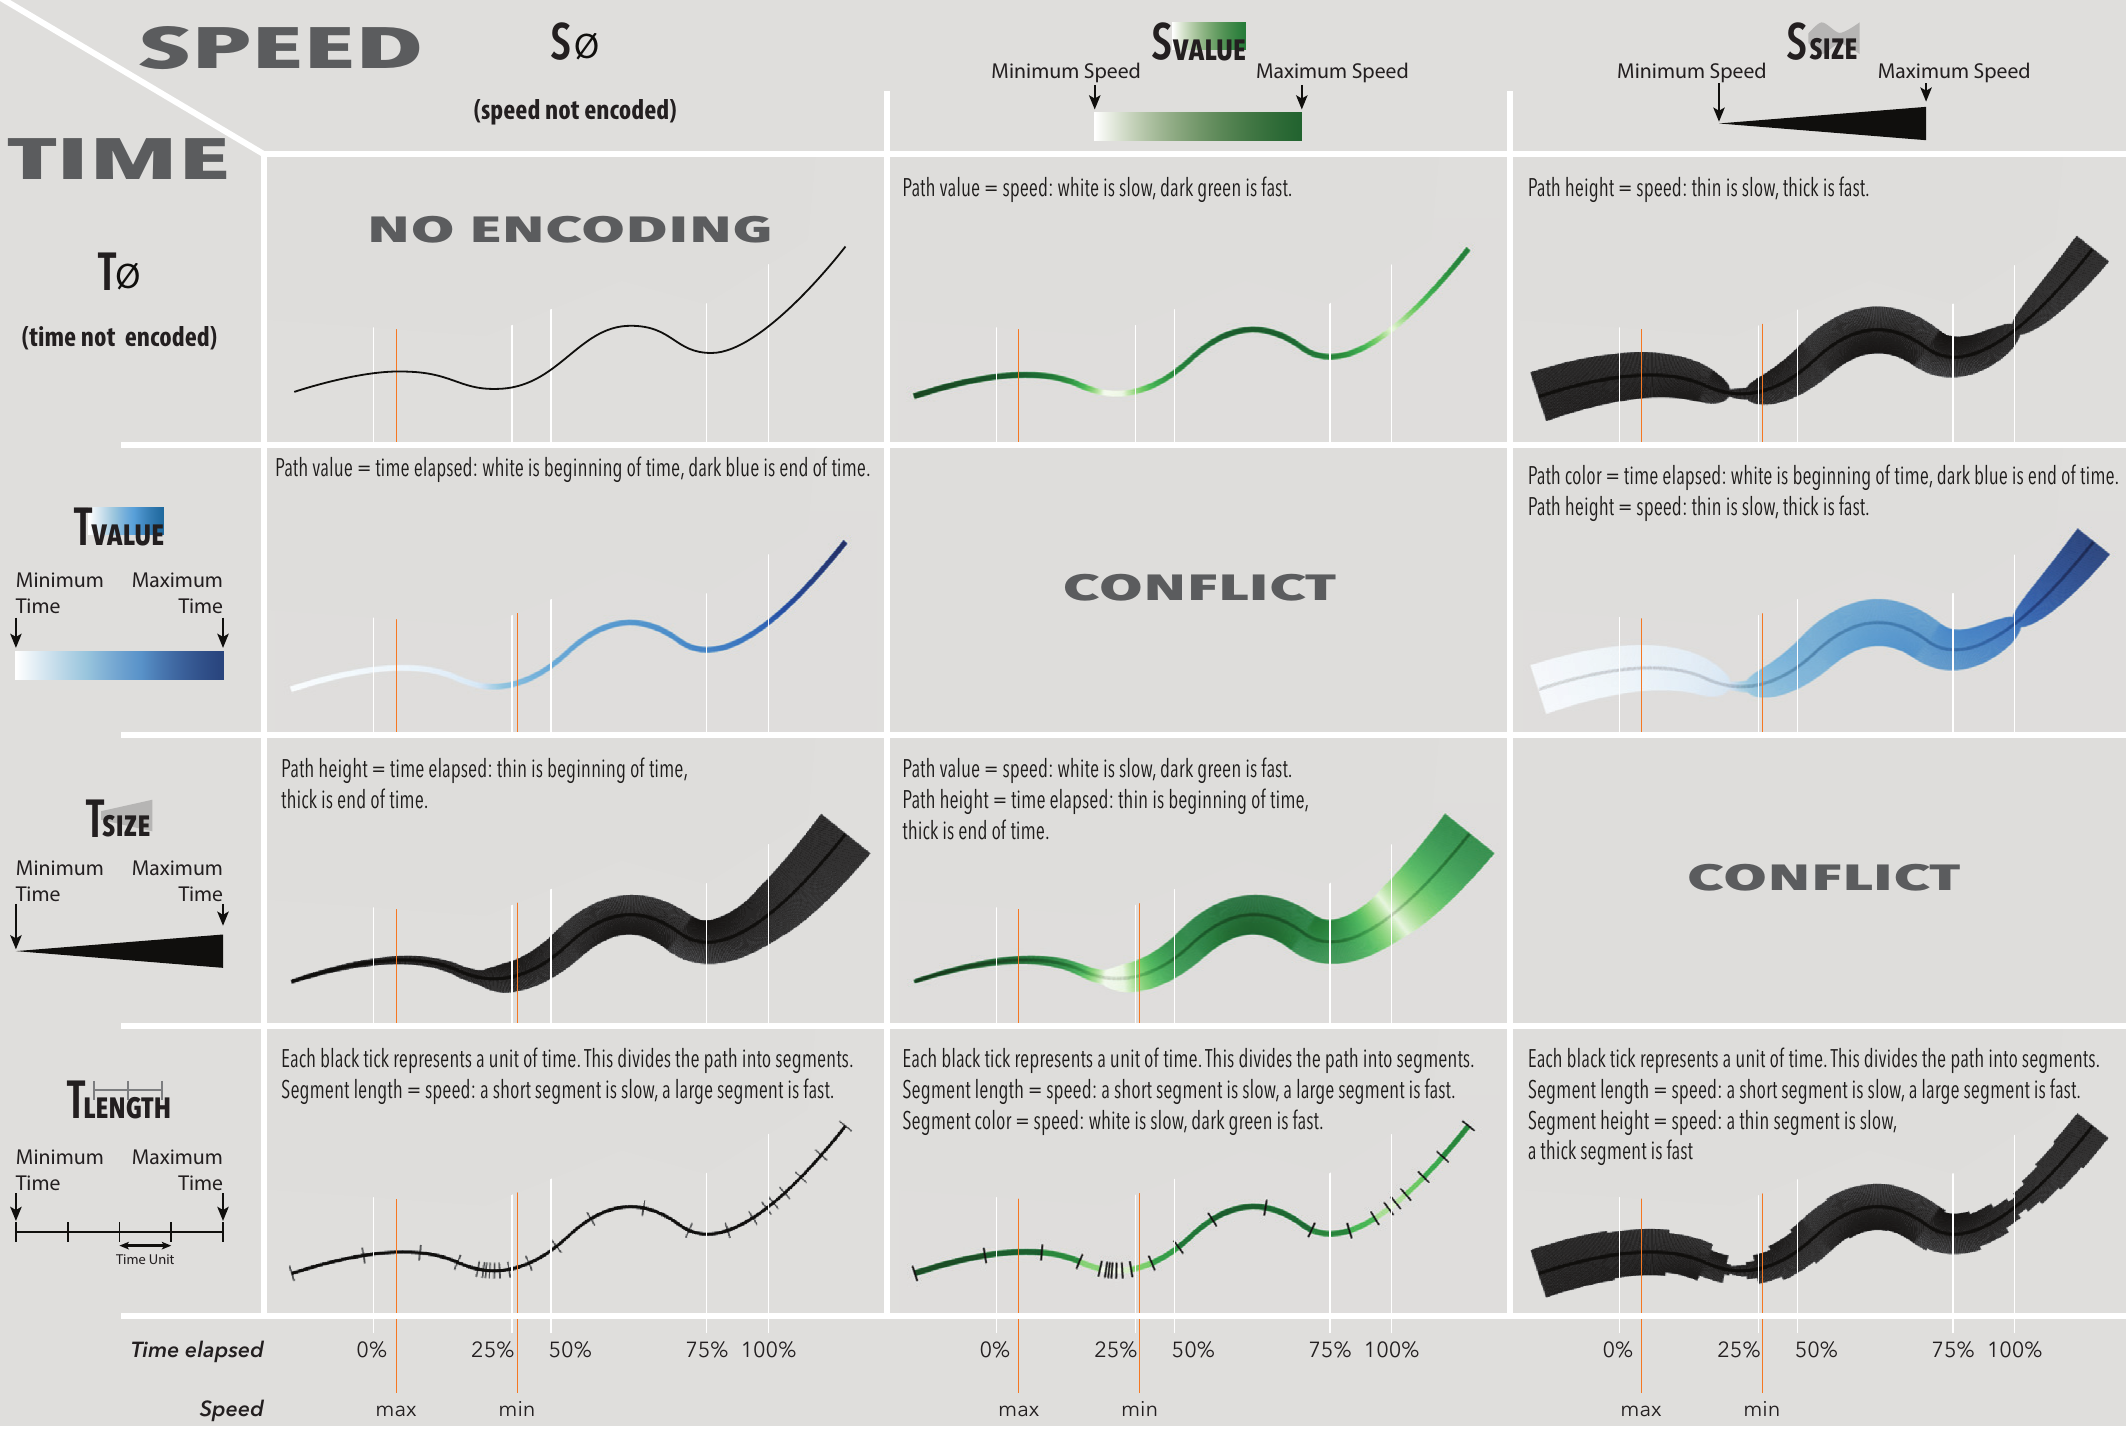 SPEED
TIME
SØ
(speed not encoded)
SVALUE
Minimum Speed
Maximum Speed
SSIZE
Minimum Speed
Maximum Speed
TØ
(time not  encoded)
NO ENCODING
Path value = speed: white is slow, dark green is fast.
Path height = speed: thin is slow, thick is fast.
TVALUE
Minimum
Time
Maximum
Time
Path value = time elapsed: white is beginning of time, dark blue is end of time.
CONFLICT
Path color = time elapsed: white is beginning of time, dark blue is end of time.
Path height = speed: thin is slow, thick is fast.
TSIZE
Minimum
Time
Maximum
Time
Path height = time elapsed: thin is beginning of time,
thick is end of time.
Path value = speed: white is slow, dark green is fast.
Path height = time elapsed: thin is beginning of time,
thick is end of time.
CONFLICT
TLENGTH
Minimum
Time
Maximum
Time
Time Unit
Each black tick represents a unit of time. This divides the path into segments.
Segment length = speed: a short segment is slow, a large segment is fast.
Each black tick represents a unit of time. This divides the path into segments.
Segment length = speed: a short segment is slow, a large segment is fast.
Segment color = speed: white is slow, dark green is fast.
Each black tick represents a unit of time. This divides the path into segments.
Segment length = speed: a short segment is slow, a large segment is fast.
Segment height = speed: a thin segment is slow,
a thick segment is fast
Time elapsed 0% 25% 50% 75% 100% 0% 25% 50% 75% 100% 0% 25% 50% 75% 100%
Speed max min max min max min